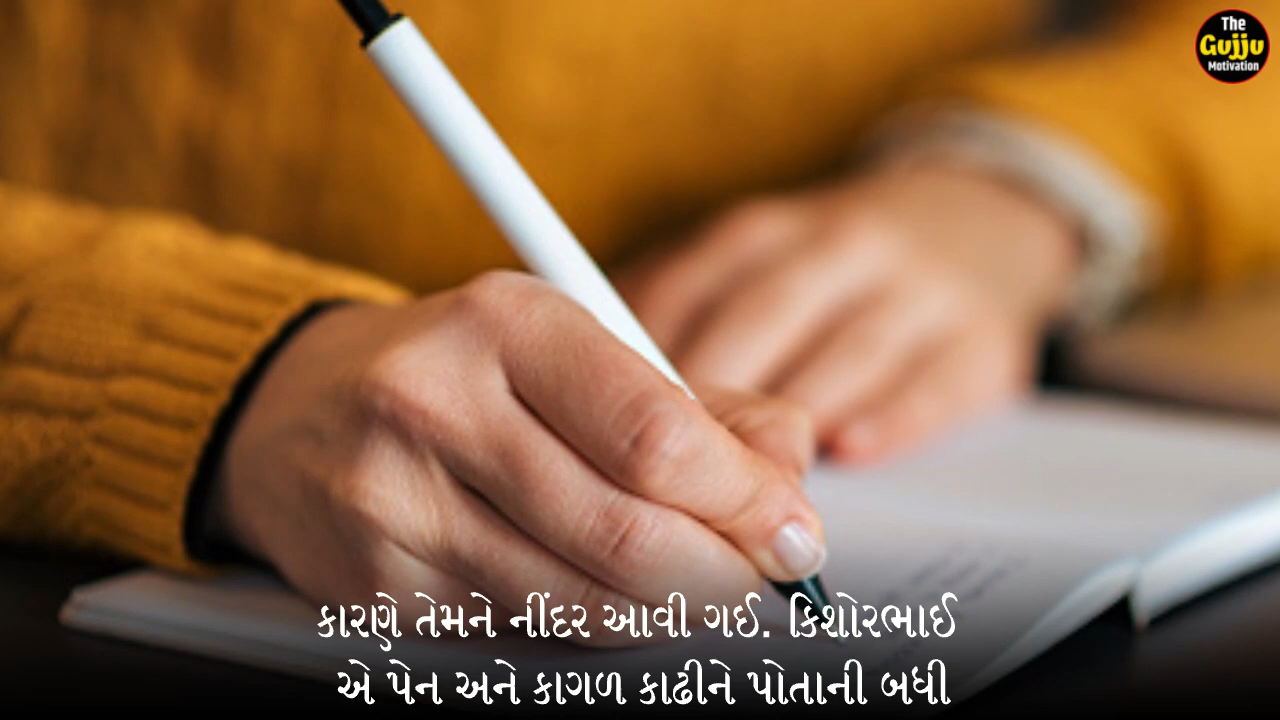 The
Gujju
Motivation
કારણે તેમને નીંદર આવી ગઈ. કિશોરભાઈ
એ પેન અને કાગળ કાઢીને પોતાની બધી